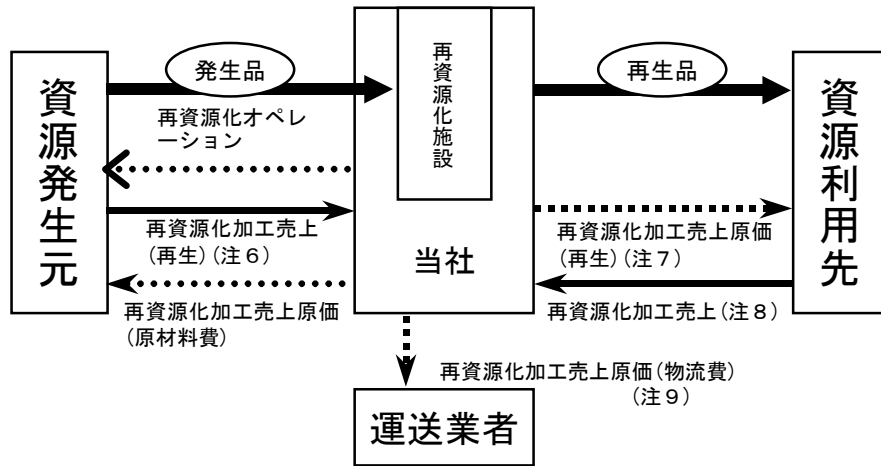 資源発生元
発生品
再資源化施設
再生品
資源利用先
再資源化オペレ
ーション
再資源化加工売上
(再生)(注６)
再資源化加工売上原価
(原材料費)
当社
再資源化加工売上原価
(再生)(注７)
再資源化加工売上(注８)
再資源化加工売上原価(物流費)
(注９)
運送業者